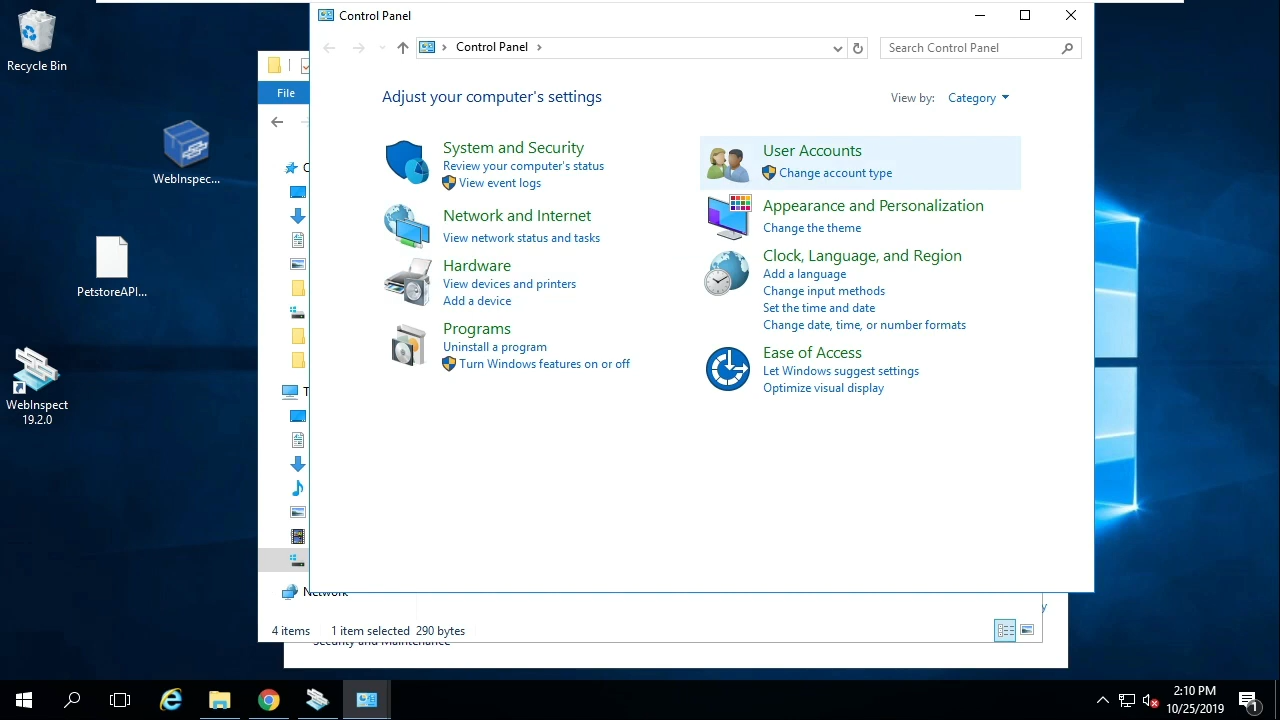 Recycle Bin
WebInspec...
PetstoreAPI...
WebInspect
19.2.0
Control Panel
Control Panel
Search Control Panel
File
Adjust your computer's settings
View by:
Category
System and Security
Review your computer's status
View event logs
Network and Internet
View network status and tasks
Hardware
View devices and printers
Add a device
Programs
Uninstall a program
Turn Windows features on or off
User Accounts
Change account type
Appearance and Personalization
Change the theme
Clock, Language, and Region
Add a language
Change input methods
Set the time and date
Change date, time, or number formats
Ease of Access
Let Windows suggest settings
Optimize visual display
Network
4 items
1 item selected 290 bytes
Security and Maintenance
2:10 PM
10/25/2019
1